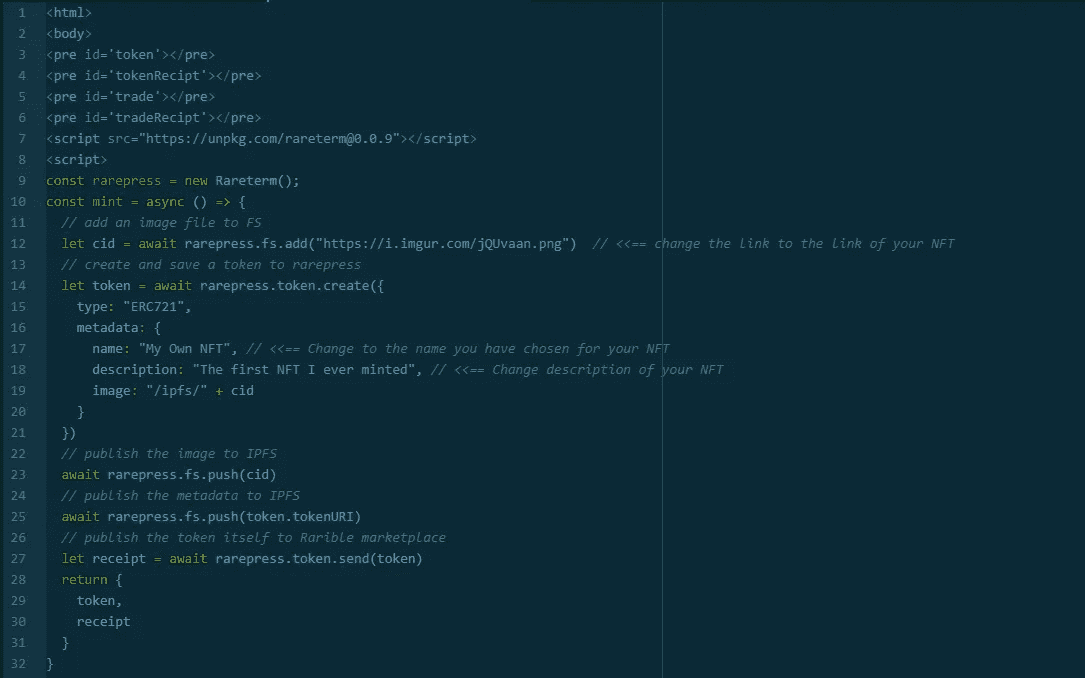 1 <html>
2 <body>
3 <pre id='token'></pre>
4 <pre id='tokenRecipt'></pre>
5 <pre id='trade'></pre>
6 <pre id='tradeRecipt'></pre>
7 <script src="https://unpkg.com/rareterm@0.0.9"></script>
8 <script>
9 const rarepress = new Rareterm();
10 const mint = async () => {
11 // add an image file to FS
12 let cid = await rarepress.fs.add("https://i.imgur.com/jQUvaan.png") // <<== change the link to the link of your NFT
13 // create and save a token to rarepress
14 let token = await rarepress.token.create({
15 type: "ERC721",
16 metadata: {
17 name: "My Own NFT", // <<== Change to the name you have chosen for your NFT
18 description: "The first NFT I ever minted", // <<== Change description of your NFT
19 image: "/ipfs/" + cid
20 }
21 })
22 // publish the image to IPFS
23 await rarepress.fs.push(cid)
24 // publish the metadata to IPFS
25 await rarepress.fs.push(token.tokenURI)
26 // publish the token itself to Rarible marketplace
27 let receipt = await rarepress.token.send(token)
28 return {
29 token,
30 receipt
31 }
32 }